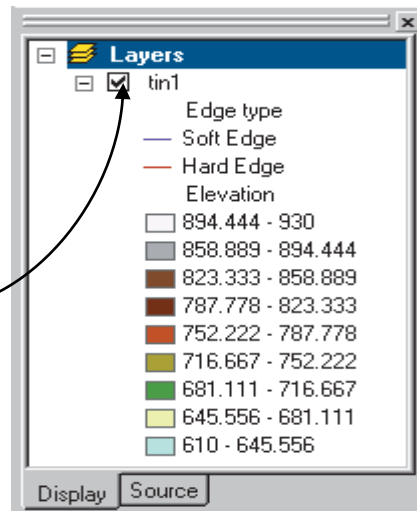 Layers
tin1
Edge type
Soft Edge
Hard Edge
Elevation
894.444 - 930
858.889 - 894.444
823.333 - 858.889
787.778 - 823.333
752.222 - 787.778
716.667 - 752.222
681.111 - 716.667
645.556 - 681.111
610 - 645.556
Display Source